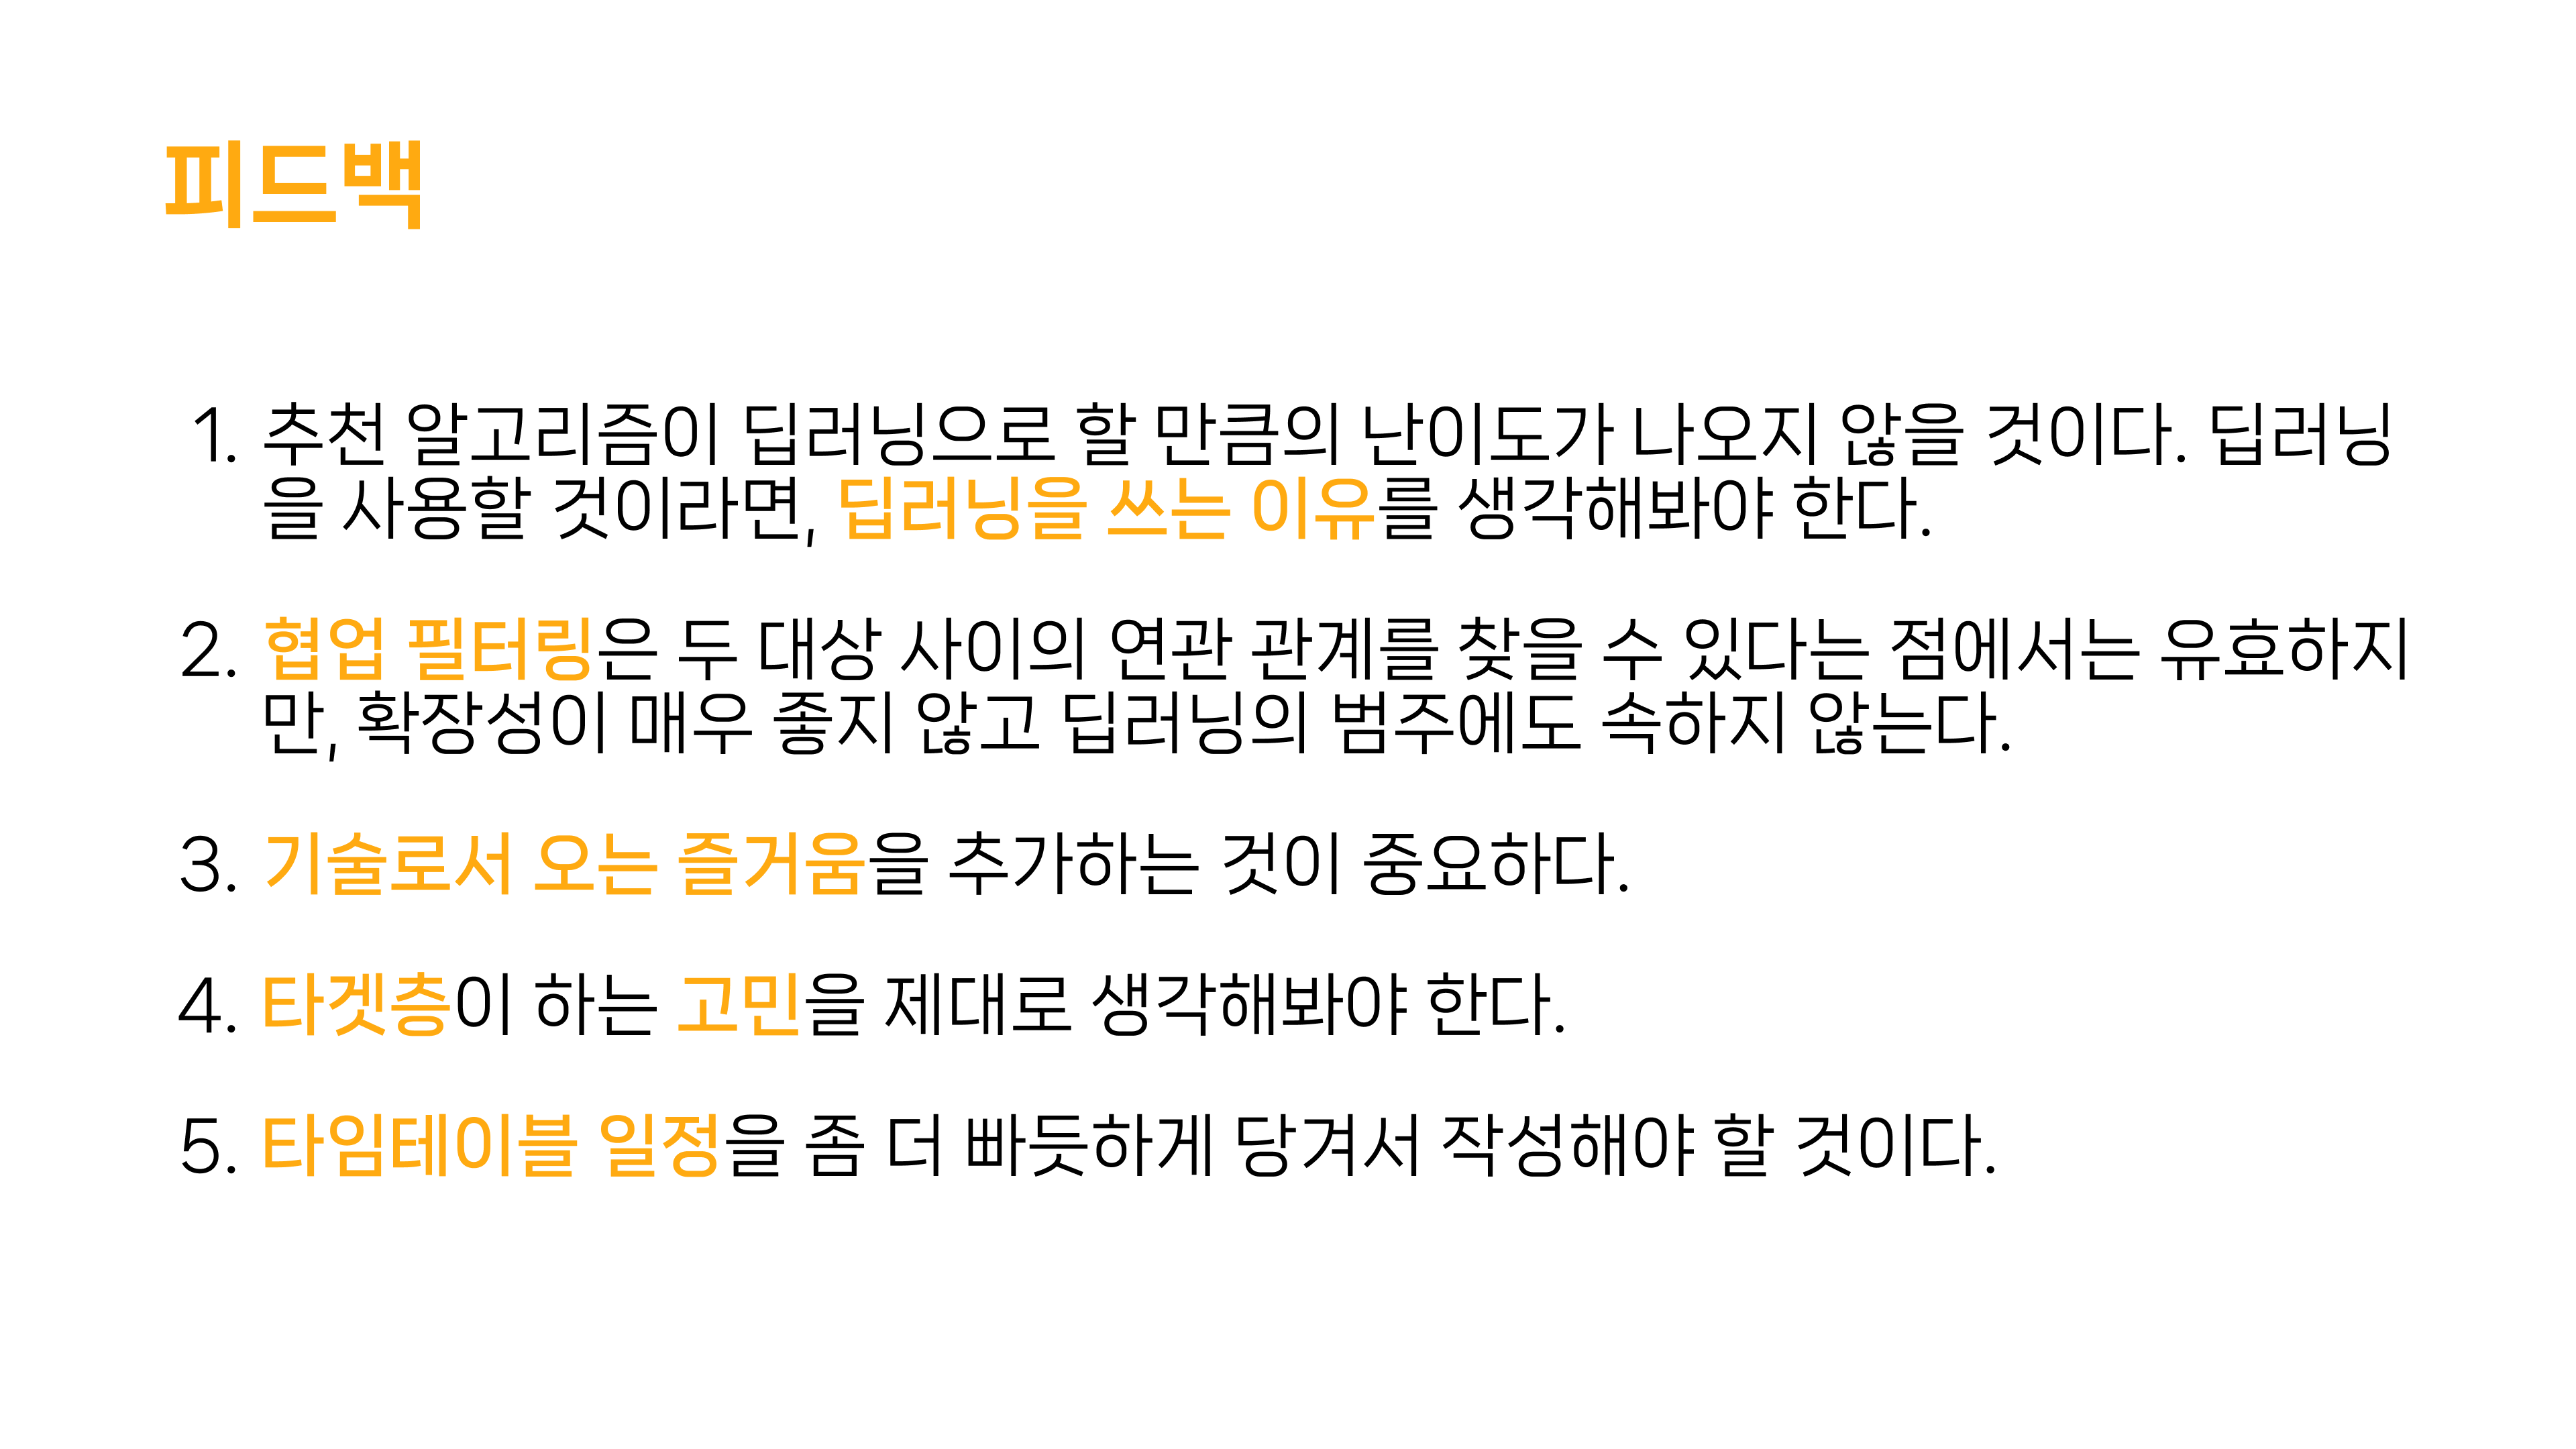 피드백
1. 추천 알고리즘이 딥러닝으로 할 만큼의 난이도가 나오지 않을 것이다. 딥러닝
을 사용할 것이라면, 딥러닝을 쓰는 이유를 생각해봐야 한다.
2. 협업 필터링은 두 대상 사이의 연관 관계를 찾을 수 있다는 점에서는 유효하지
만, 확장성이 매우 좋지 않고 딥러닝의 범주에도 속하지 않는다.
3. 기술로서 오는 즐거움을 추가하는 것이 중요하다.
4. 타겟층이 하는 고민을 제대로 생각해봐야 한다.
5. 타임테이블 일정을 좀 더 빠듯하게 당겨서 작성해야 할 것이다.